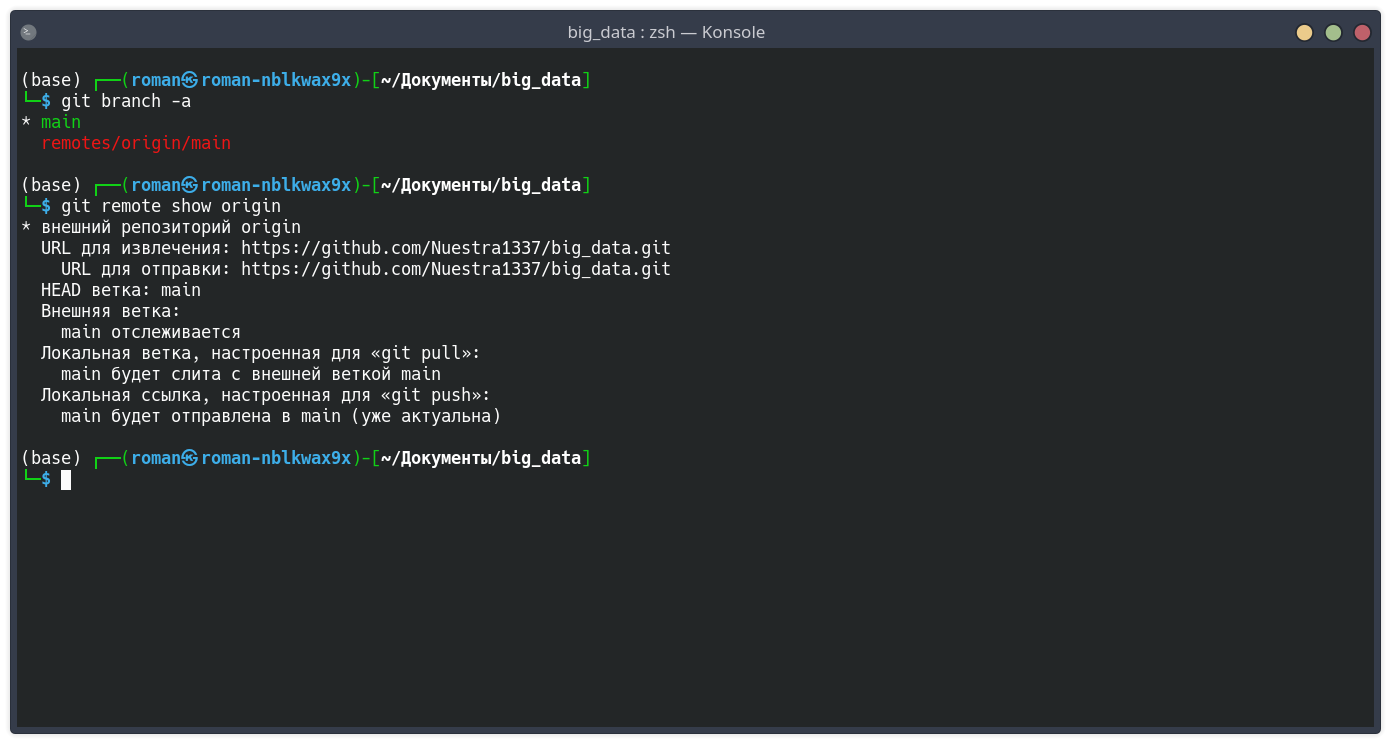 big_data : zsh — Konsole
(base) ┌──(roman㉿roman-nblkwax9x)-[~/Документы/big_data]
└─$ git branch -a
* main
  remotes/origin/main
(base) ┌──(roman㉿roman-nblkwax9x)-[~/Документы/big_data]
└─$ git remote show origin
* внешний репозиторий origin
  URL для извлечения: https://github.com/Nuestra1337/big_data.git
    URL для отправки: https://github.com/Nuestra1337/big_data.git
  HEAD ветка: main
  Внешняя ветка:
    main отслеживается
  Локальная ветка, настроенная для «git pull»:
    main будет слита с внешней веткой main
  Локальная ссылка, настроенная для «git push»:
    main будет отправлена в main (уже актуальна)
(base) ┌──(roman㉿roman-nblkwax9x)-[~/Документы/big_data]
└─$